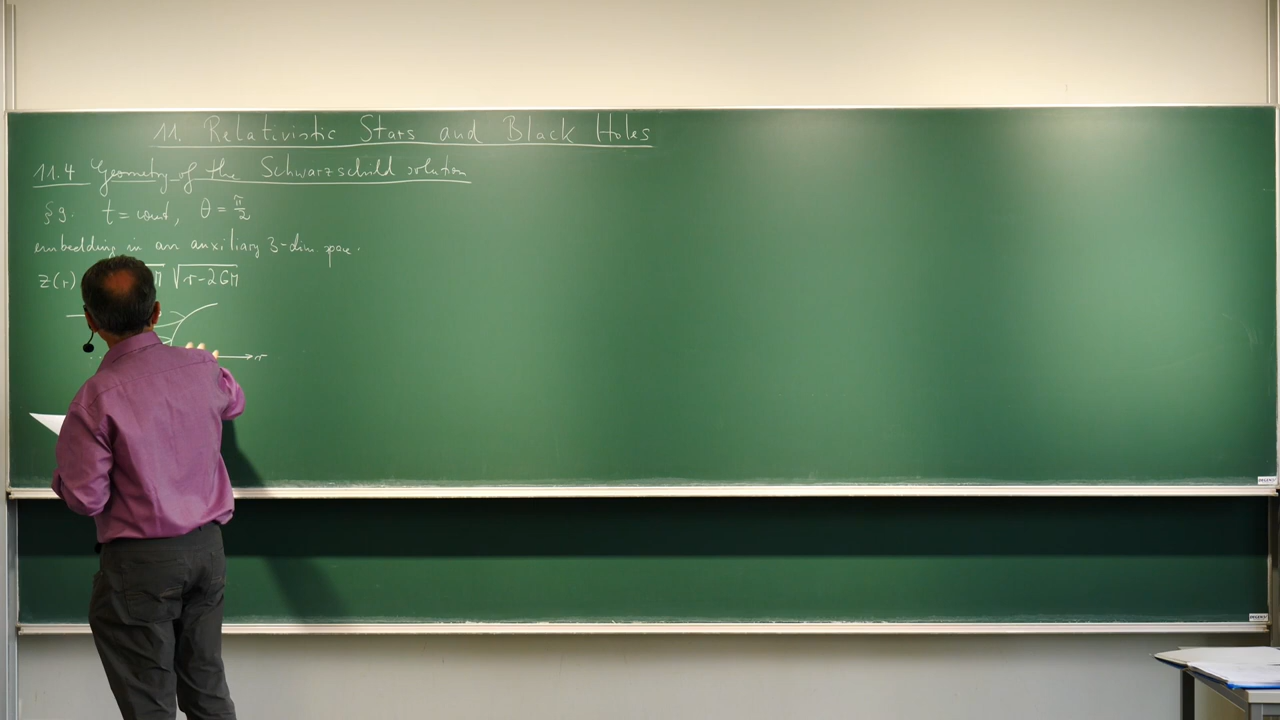 11. Relativistic Stars and Black Holes
11.4 Geometry of the Schwarzschild solution
t = const, θ = π/2
embedding in an auxiliary 3-dim space.
z(r) √r-2GM
r